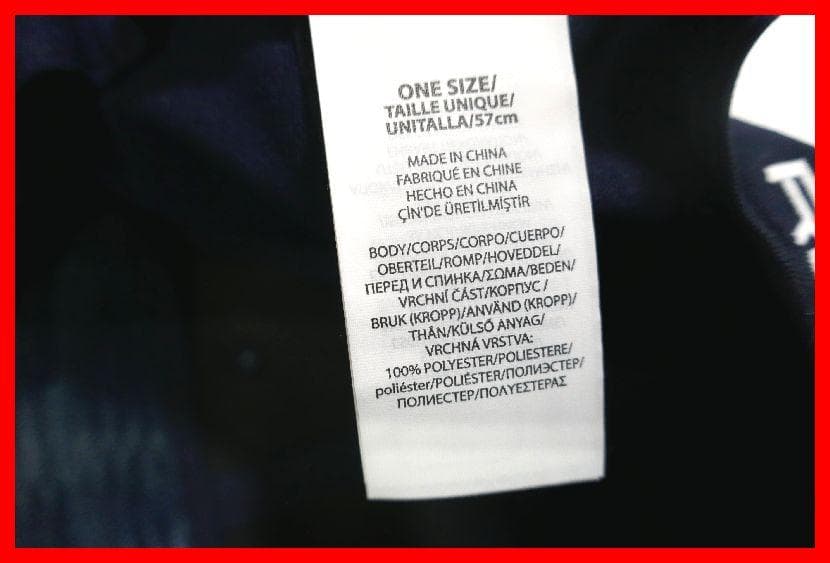 ONE SIZE/
TAILLE UNIQUE/
UNITALLA/57cm
MADE IN CHINA
FABRIQUÉ EN CHINE
HECHO EN CHINA
ÇİN'DE ÜRETİLMİŞTİR
BODY/CORPS/CORPO/CUERPO/
OBERTEIL/ROMP/HOVEDDEL/
ПЕРЕД И СПИНКА/ΣΩΜΑ/BEDEN/
VRCHNÍ ČÁST/КОРПУС /
BRUK (KROPP)/ANVÄND (KROPP)/
THÂN/KÜLSŐ ANYAG/
VRCHNÁ VRSTVA:
100% POLYESTER/POLIESTERE/
poliéster/POLIÉSTER/ПОЛИЭСТЕР/
ПОЛИЕСТЕР/ΠΟΛΥΕΣΤΕΡΑΣ